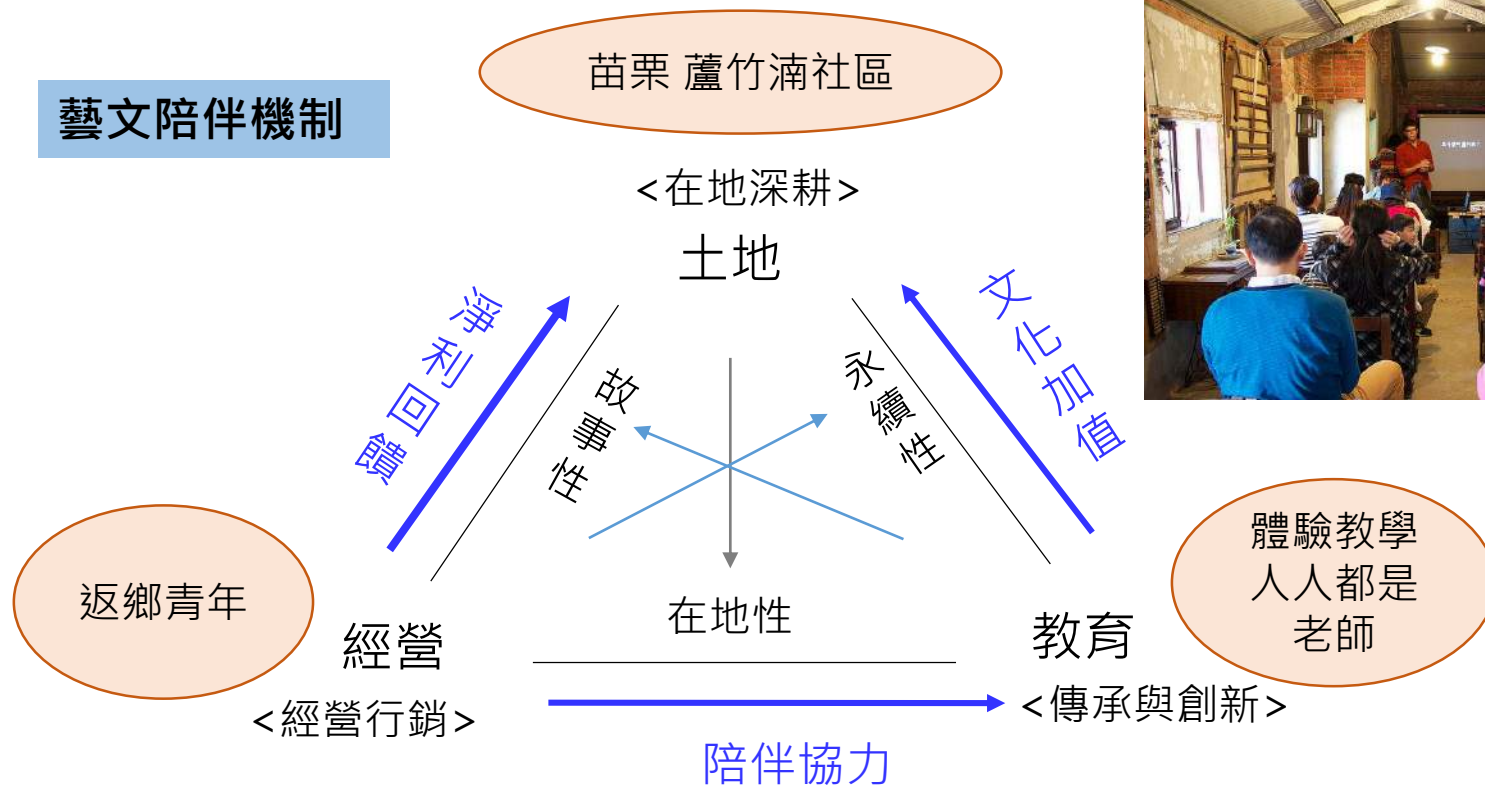 苗栗 蘆竹湳社區
藝文陪伴機制
<在地深耕>
土地
淨利回饋
故事性
永續性
文化加值
返鄉青年
體驗教學
人人都是
老師
在地性
經營
教育
<經營行銷>
<傳承與創新>
陪伴協力